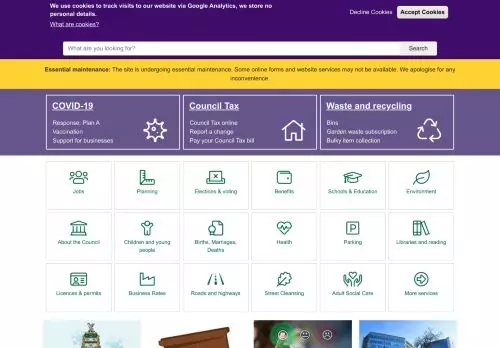 We use cookies to track visits to our website via Google Analytics, we store no
personal details.
What are cookies?
Decline Cookies
Accept Cookies
What are you looking for?
Search
Essential maintenance: The site is undergoing essential maintenance. Some online forms and website services may not be available. We apologise for any
inconvenience
COVID-19
Response: Plan A
Vaccination
Support for businesses
Council Tax
Council Tax online
Report a change
Pay your Council Tax bill
Waste and recycling
Bins
Garden waste subscription
Bulky item collection
Jobs
Planning
Elections & voting
Benefits
Schools & Education
Environment
About the Council
Children and young
people
Births, Marriages,
Deaths
Health
P
Parking
Libraries and reading
Licences & permits
Business Rates
Roads and highways
Street Cleansing
Adult Social Care
More services